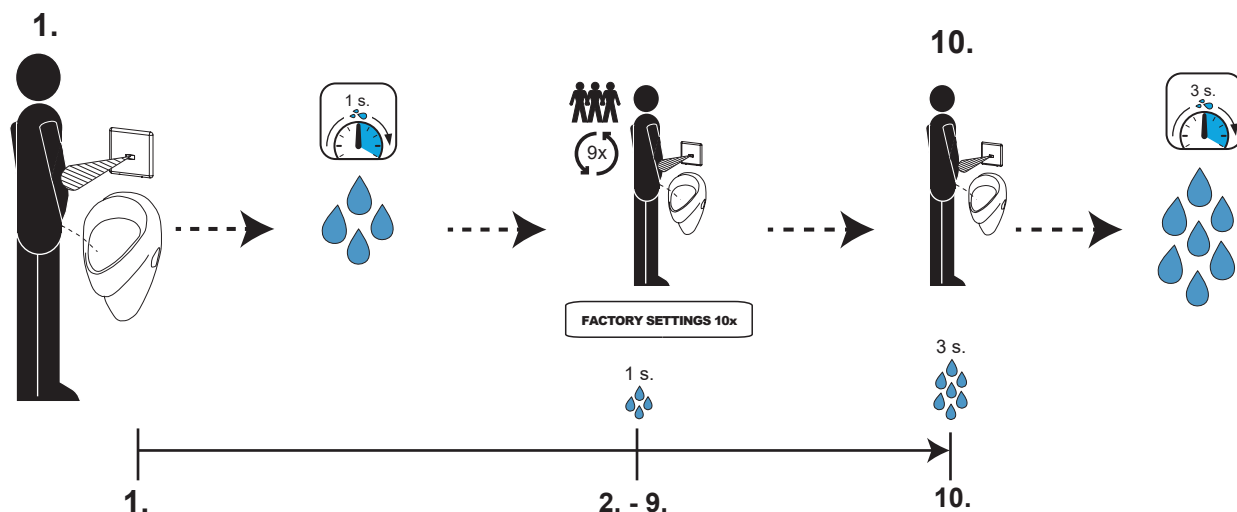 1.
10.
1 s.
3 s.
9x
FACTORY SETTINGS 10x
1 s.
3 s.
1.
2. - 9.
10.